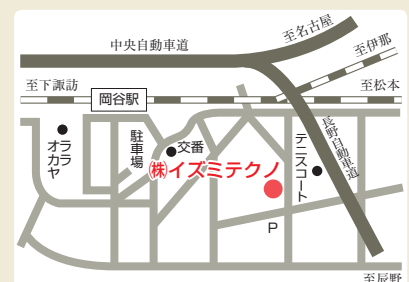 中央自動車道
至名古屋
至伊那
至下諏訪
岡谷駅
至松本
オララオカヤ
駐車場
交番
㈱イズミテクノ
テニスコート
長野自動車道
P
至辰野